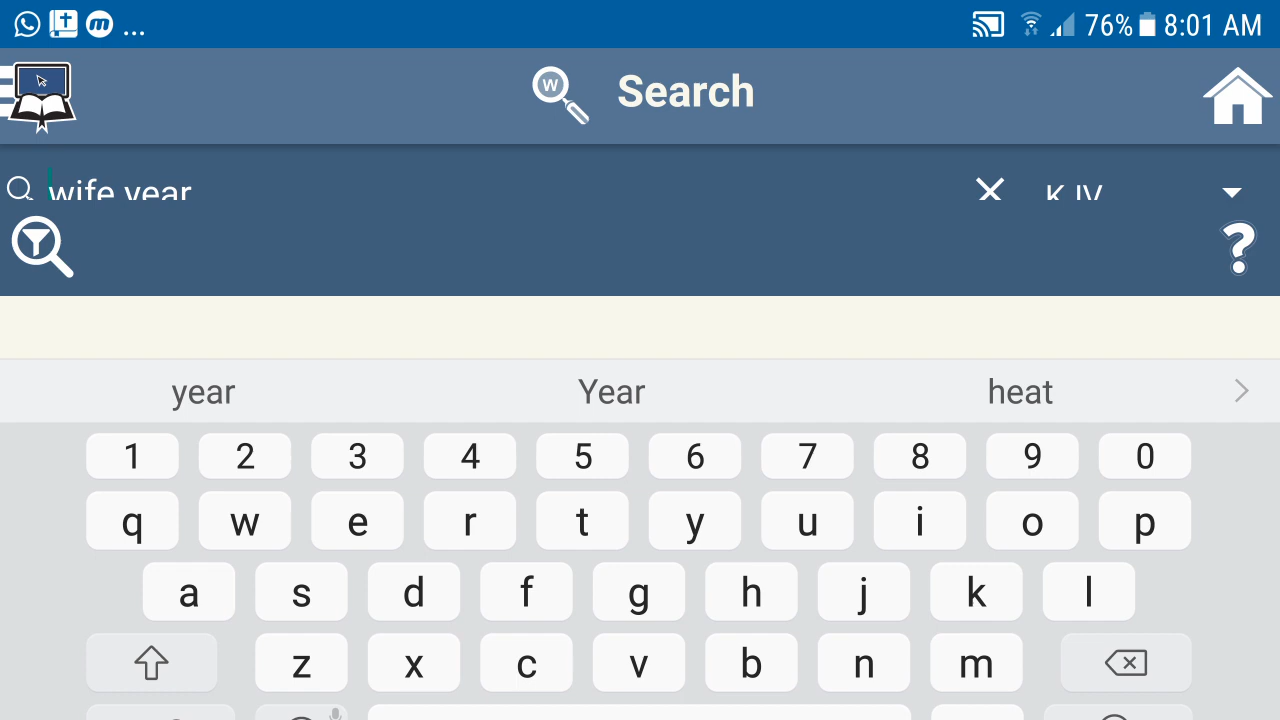 ... 76% 8:01 AM
W Search
wife year KJV
year Year heat
1 2 3 4 5 6 7 8 9 0
q w e r t y u i o p
a s d f g h j k l
z x c v b n m